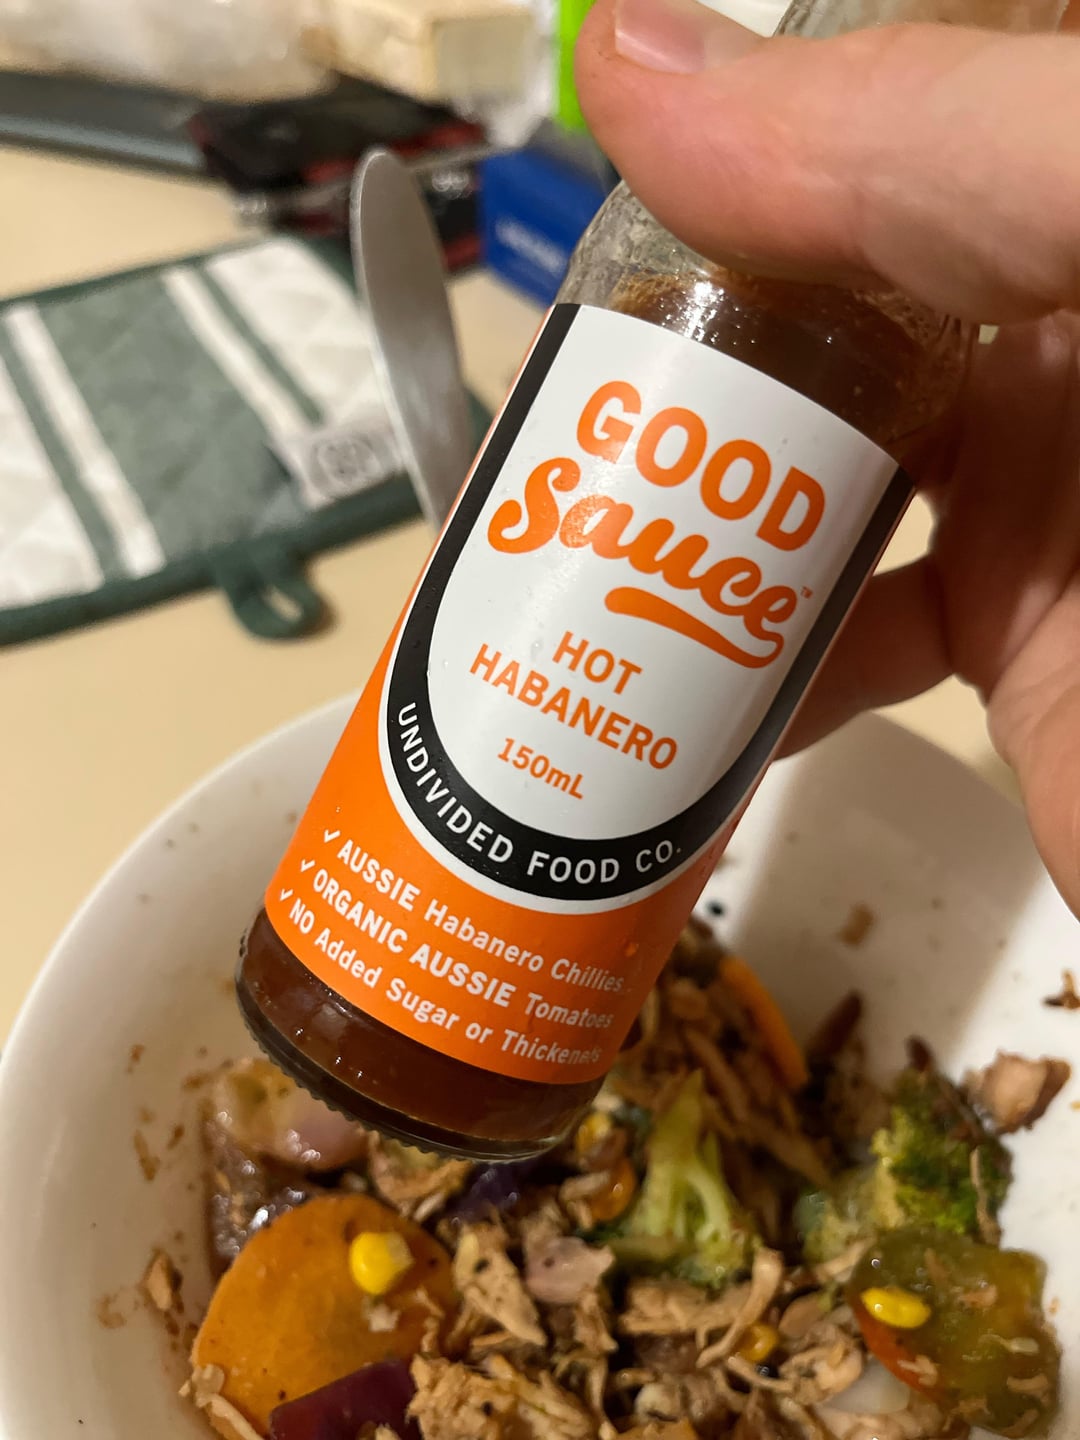 GOOD
Sauce™
HOT
HABANERO
150mL
UNDIVIDED FOOD CO.
✓ AUSSIE Habanero Chillies
✓ ORGANIC AUSSIE Tomatoes
✓ NO Added Sugar or Thickeners